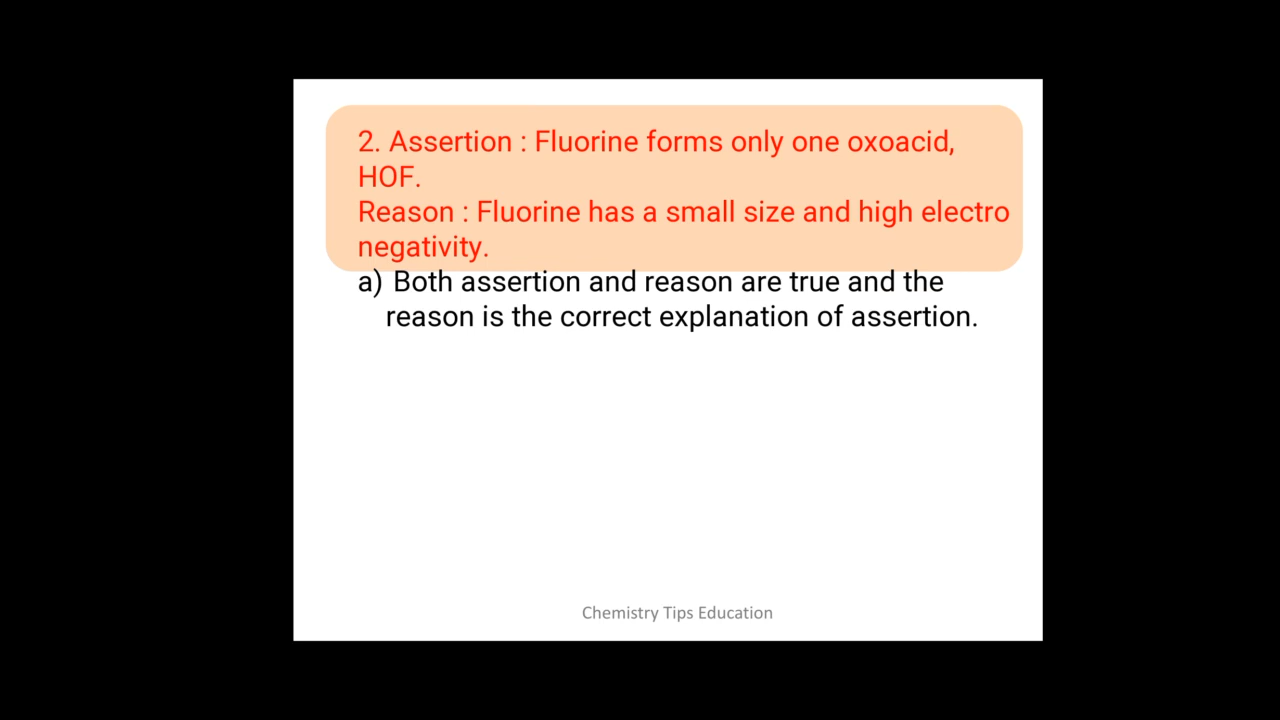 2. Assertion : Fluorine forms only one oxoacid,
HOF.
Reason : Fluorine has a small size and high electro
negativity.
a) Both assertion and reason are true and the
reason is the correct explanation of assertion.
Chemistry Tips Education